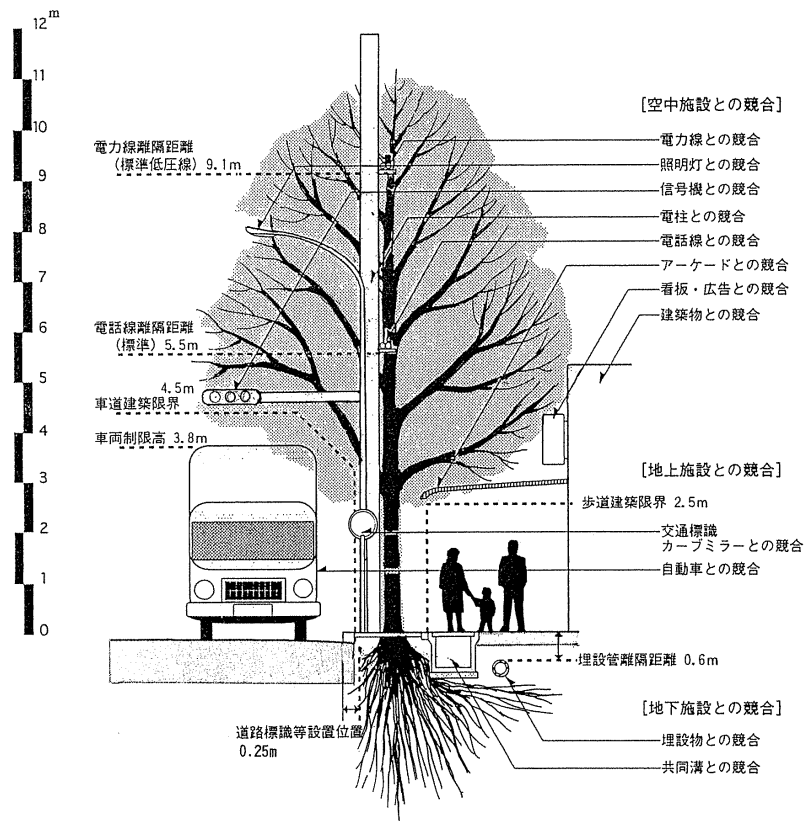 12m
11
10
9
8
7
6
5
4
3
2
1
0
電力線離隔距離
(標準低圧線) 9.1m
電話線離隔距離
(標準) 5.5m
4.5m
車道建築限界
車両制限高 3.8m
道路標識等設置位置
0.25m
[空中施設との競合]
電力線との競合
照明灯との競合
信号機との競合
電柱との競合
電話線との競合
アーケードとの競合
看板・広告との競合
建築物との競合
[地上施設との競合]
歩道建築限界 2.5m
交通標識
カーブミラーとの競合
自動車との競合
埋設管離隔距離 0.6m
[地下施設との競合]
埋設物との競合
共同溝との競合